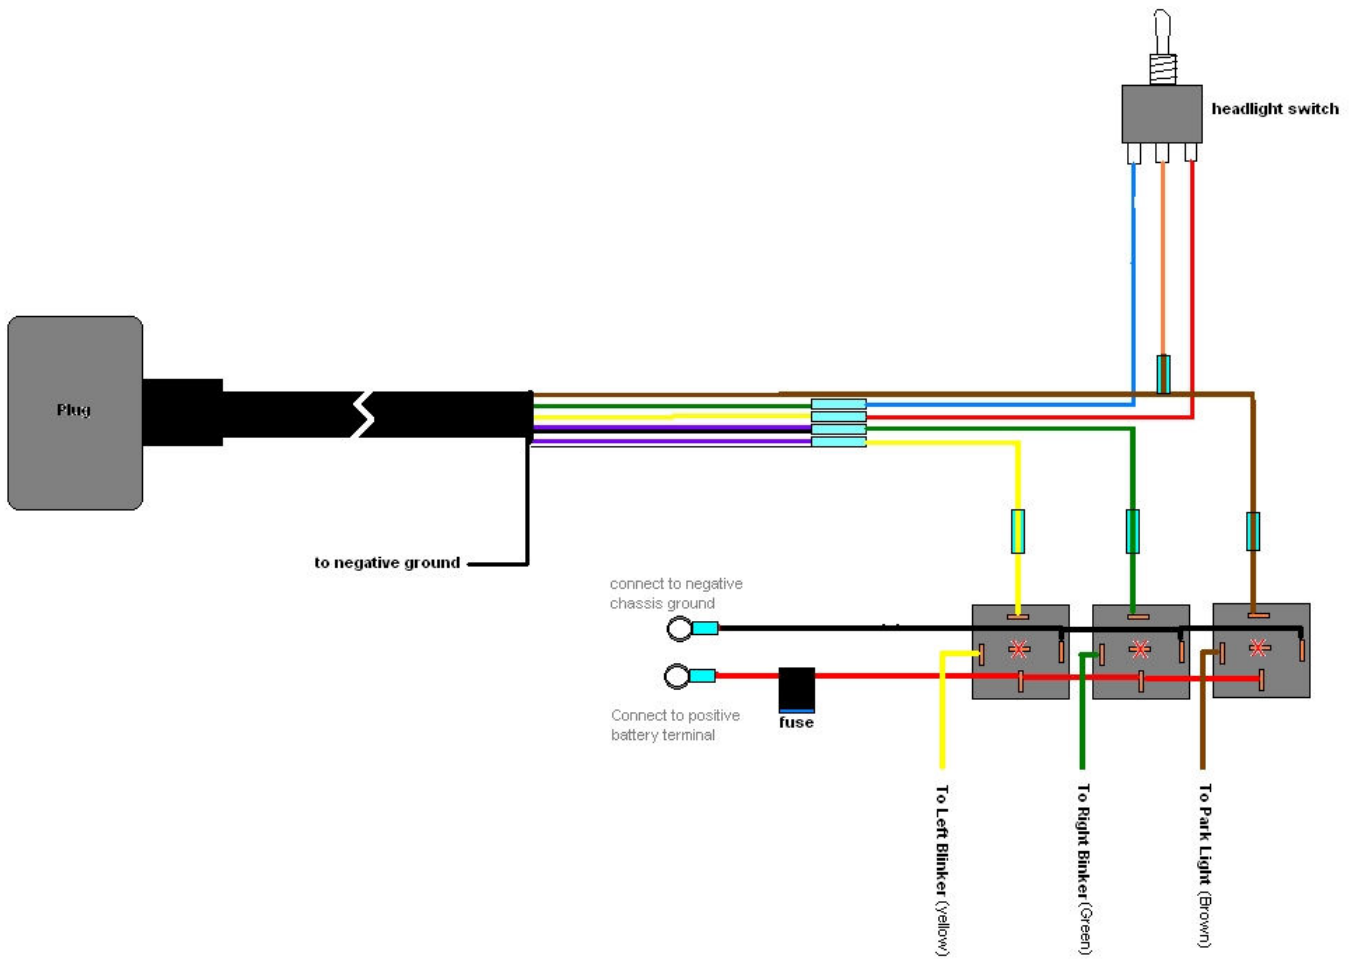 headlight switch
Plug
to negative ground
connect to negative
chassis ground
Connect to positive
battery terminal
fuse
To Left Blinker (yellow)
To Right Binker (Green)
To Park Light (Brown)